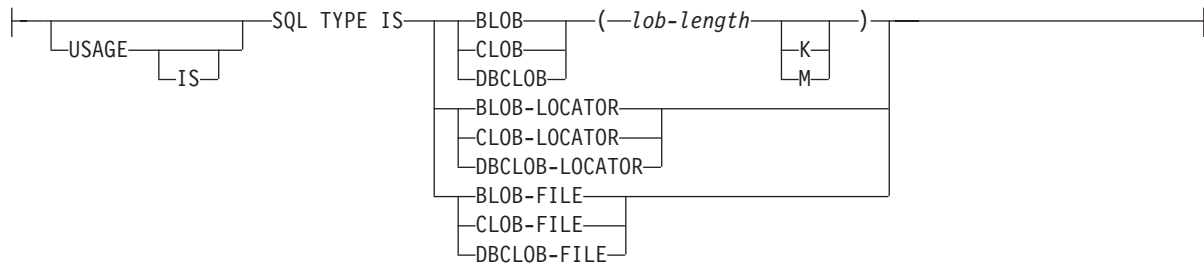 SQL TYPE IS BLOB ( lob-length )
USAGE CLOB K
IS DBCLOB M
BLOB-LOCATOR
CLOB-LOCATOR
DBCLOB-LOCATOR
BLOB-FILE
CLOB-FILE
DBCLOB-FILE